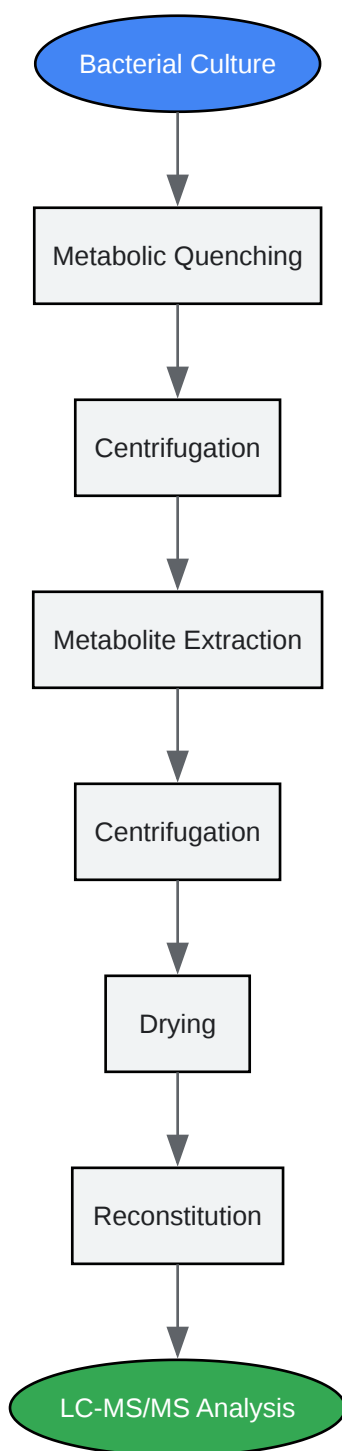 Bacterial Culture
Metabolic Quenching
Centrifugation
Metabolite Extraction
Centrifugation
Drying
Reconstitution
LC-MS/MS Analysis